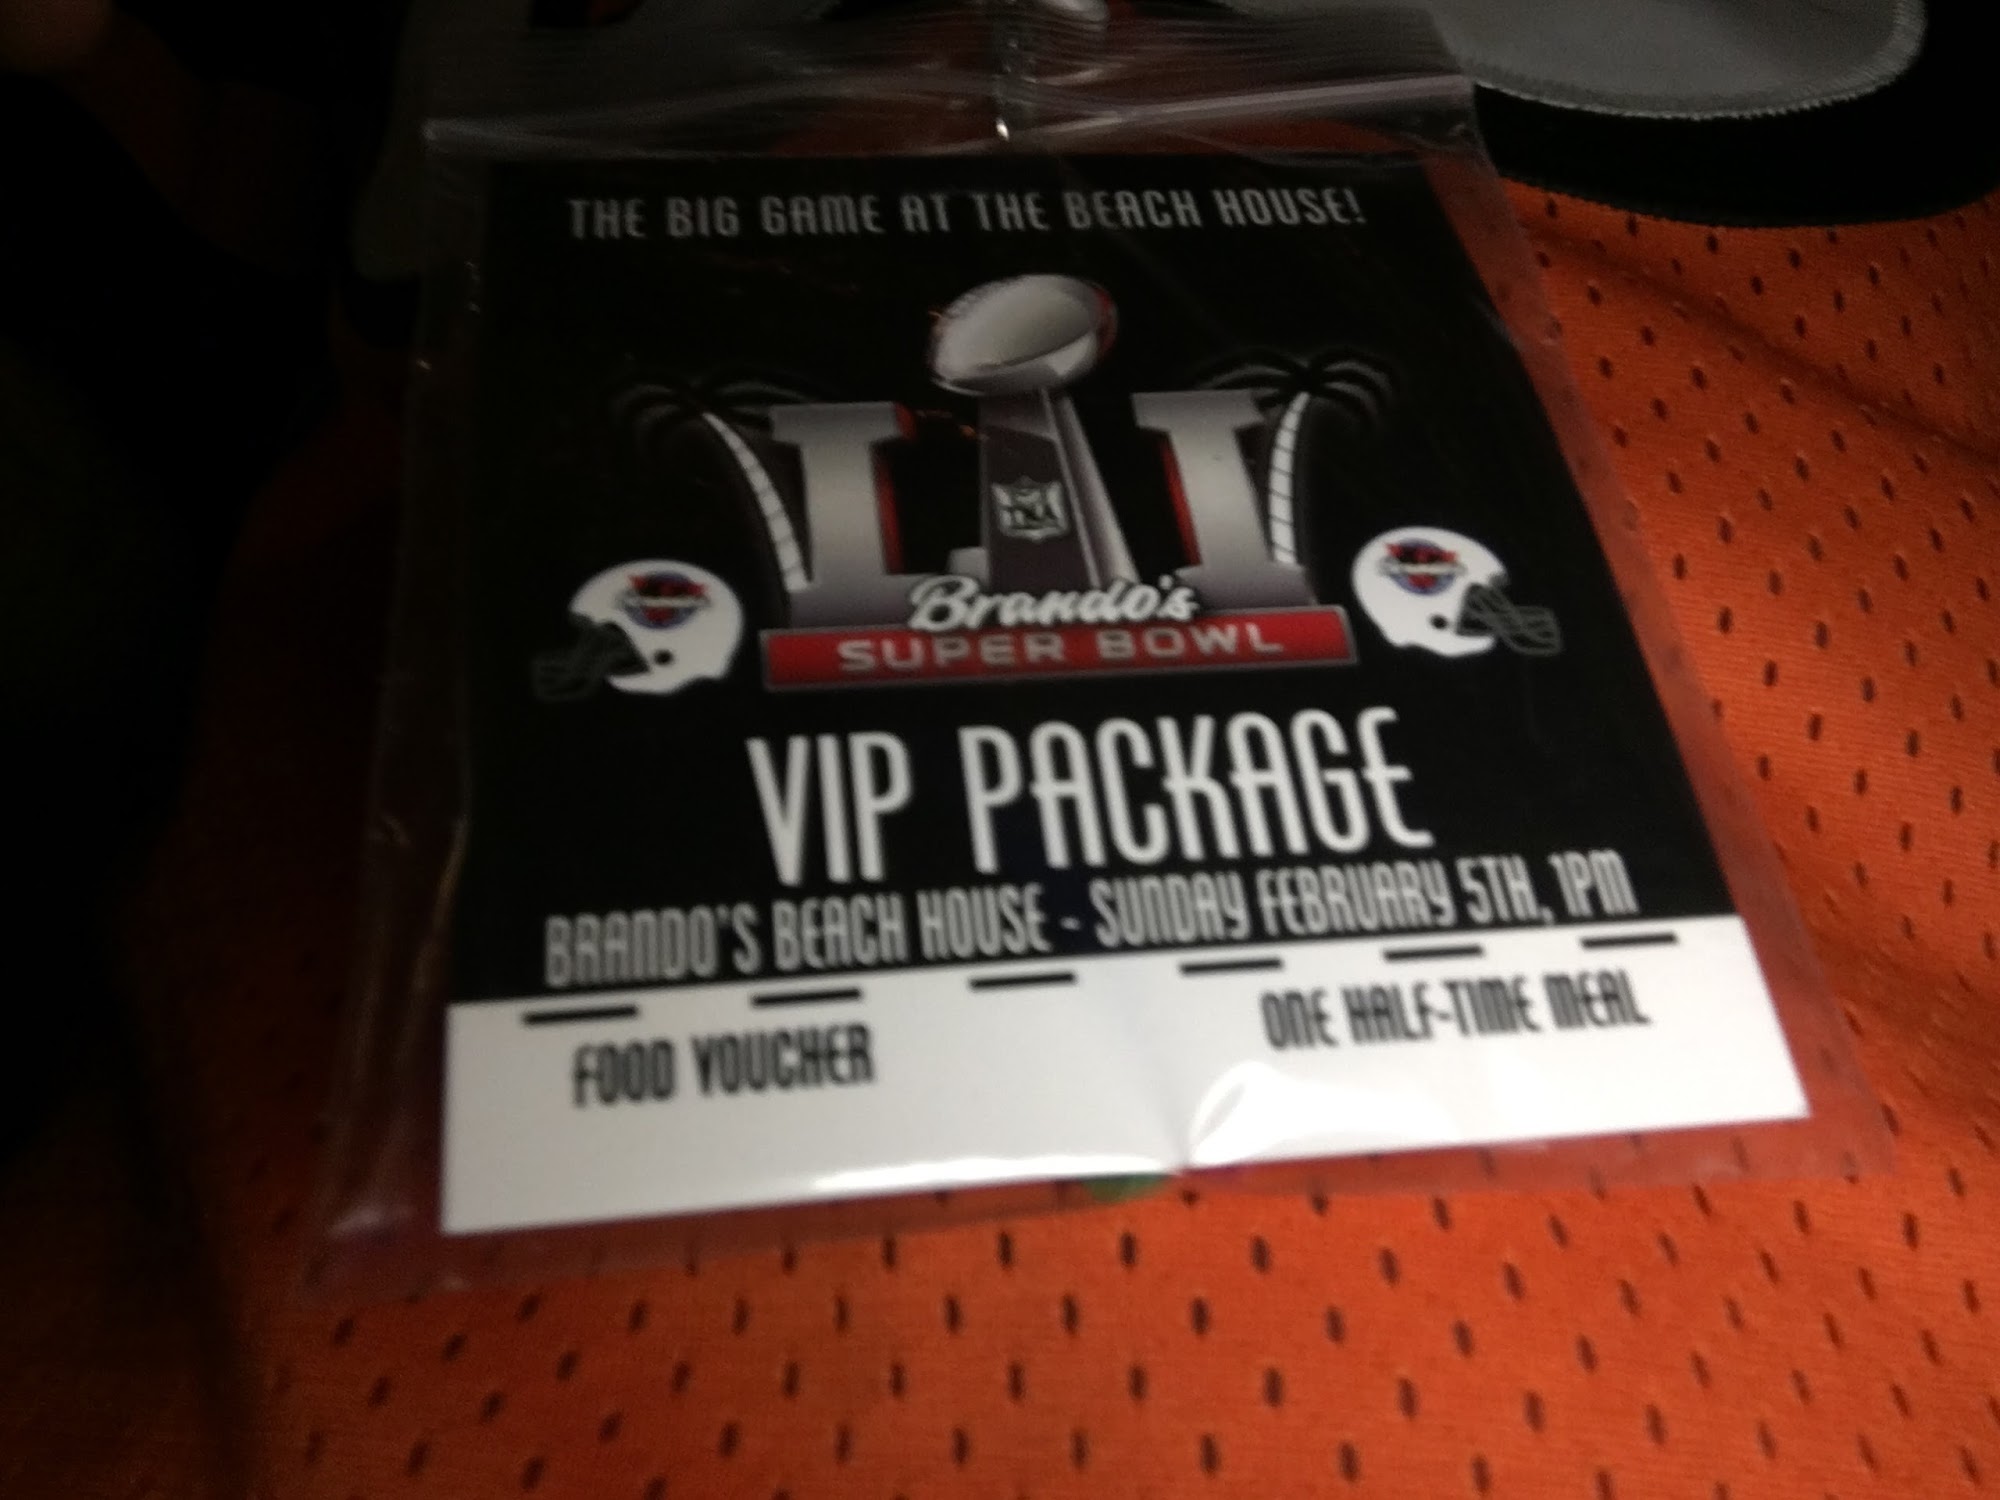 THE BIG GAME AT THE BEACH HOUSE!
LI
Brando's
SUPER BOWL
VIP PACKAGE
BRANDO'S BEACH HOUSE - SUNDAY FEBRUARY 5TH, 1PM
FOOD VOUCHER
ONE HALF-TIME MEAL